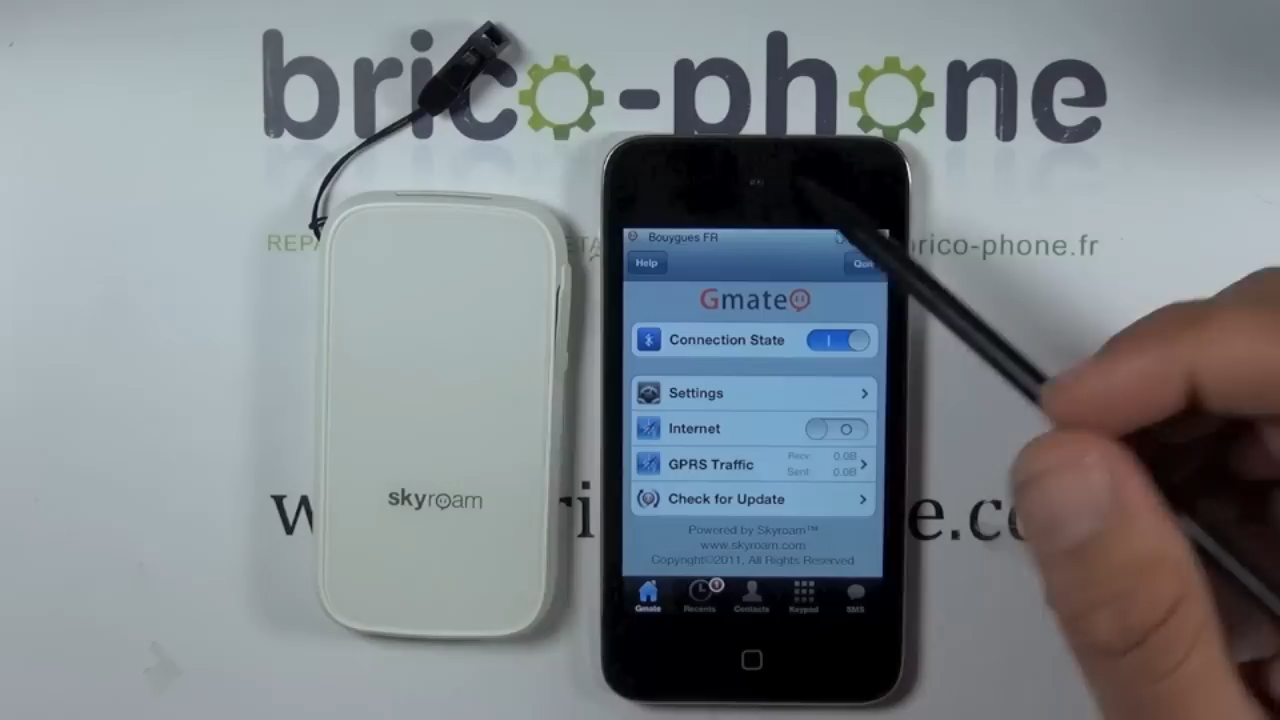 brico-phone
REP
brico-phone.fr
skyroam
Bouygues FR
Help
Gmate
Connection State
Settings
Internet
GPRS Traffic
Recv: 0.0B
Sent: 0.0B
Check for Update
Powered by Skyroam™
www.skyroam.com
Copyright©2011, All Rights Reserved
Gmate
Recents
1
Contacts
Keypad
SMS